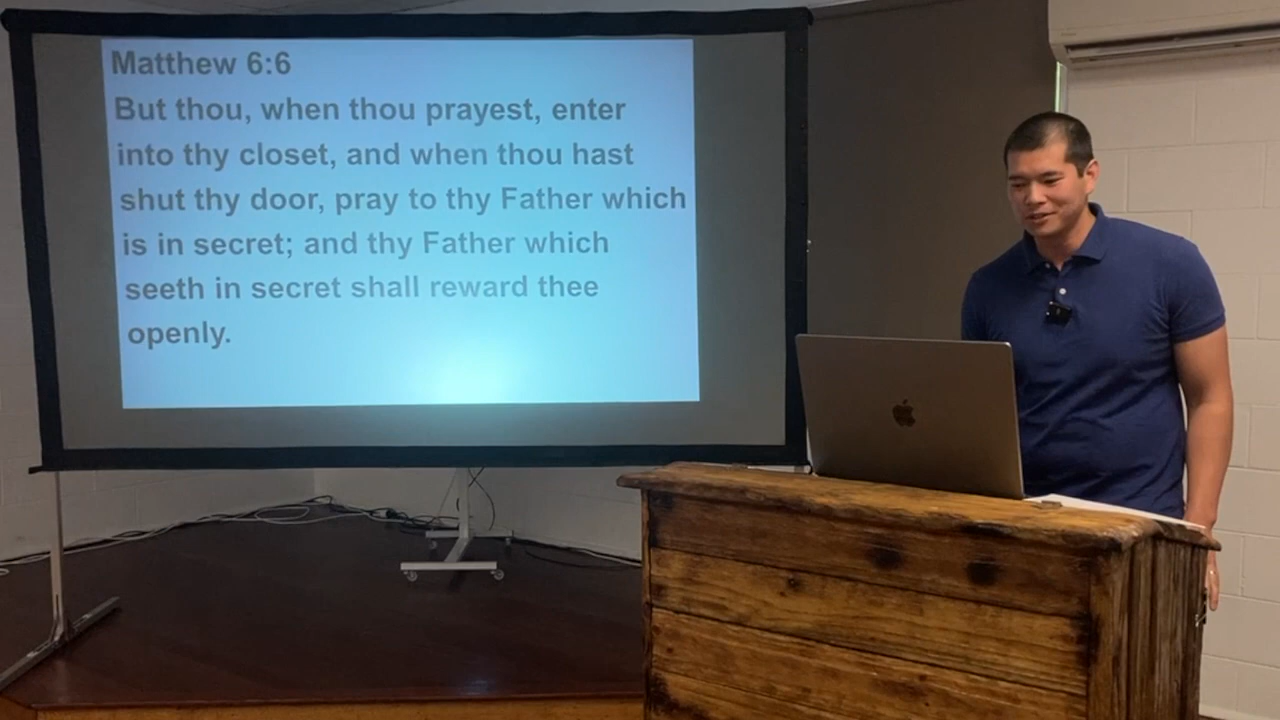 Matthew 6:6
But thou, when thou prayest, enter
into thy closet, and when thou hast
shut thy door, pray to thy Father which
is in secret; and thy Father which
seeth in secret shall reward thee
openly.